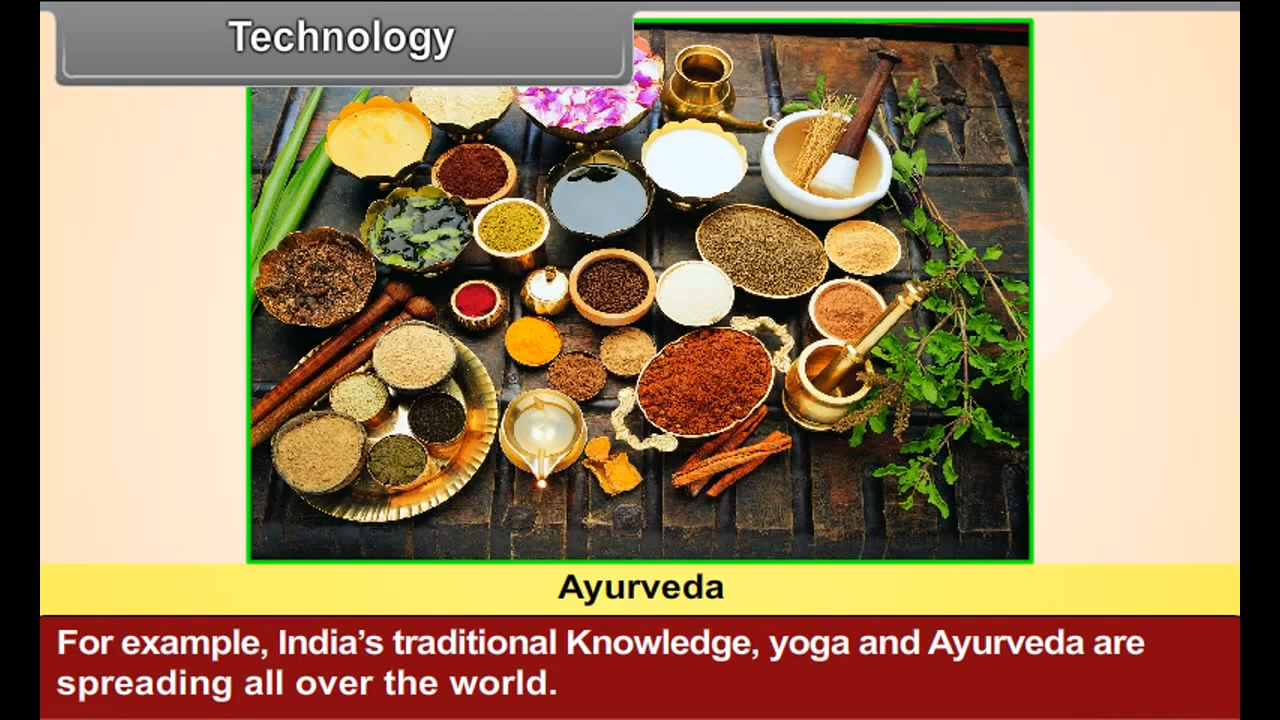 Technology
Ayurveda
For example, India's traditional Knowledge, yoga and Ayurveda are
spreading all over the world.